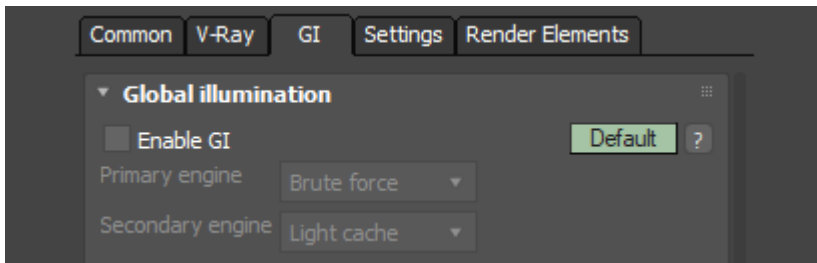 Common V-Ray GI Settings Render Elements
Global illumination
Enable GI Default ?
Primary engine Brute force
Secondary engine Light cache